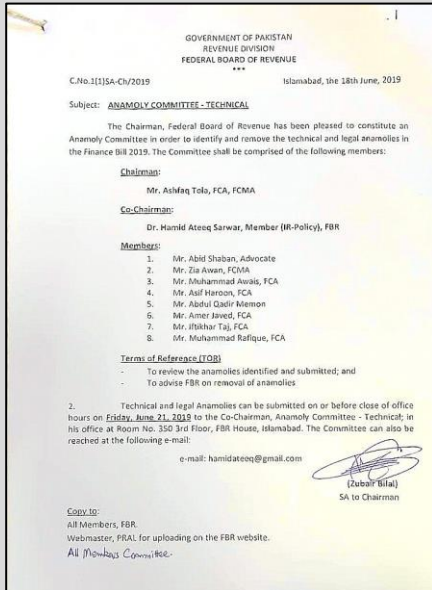 GOVERNMENT OF PAKISTAN
REVENUE DIVISION
FEDERAL BOARD OF REVENUE
***
C.No.1(1)SA-Ch/2019 Islamabad, the 18th June, 2019
Subject: ANAMOLY COMMITTEE - TECHNICAL
The Chairman, Federal Board of Revenue has been pleased to constitute an
Anamoly Committee in order to identify and remove the technical and legal anamolies in
the Finance Bill 2019. The Committee shall be comprised of the following members:
Chairman:
Mr. Ashfaq Tola, FCA, FCMA
Co-Chairman:
Dr. Hamid Ateeq Sarwar, Member (IR-Policy), FBR
Members:
1. Mr. Abid Shaban, Advocate
2. Mr. Zia Awan, FCMA
3. Mr. Muhammad Awais, FCA
4. Mr. Asif Haroon, FCA
5. Mr. Abdul Qadir Memon
6. Mr. Amer Javed, FCA
7. Mr. Iftikhar Taj, FCA
8. Mr. Muhammad Rafique, FCA
Terms of Reference (TOR)
- To review the anamolies identified and submitted; and
- To advise FBR on removal of anamolies
2. Technical and legal Anamolies can be submitted on or before close of office
hours on Friday, June 21, 2019 to the Co-Chairman, Anamoly Committee - Technical; in
his office at Room No. 350 3rd Floor, FBR House, Islamabad. The Committee can also be
reached at the following e-mail:
e-mail: hamidateeq@gmail.com
(Zubair Bilal)
SA to Chairman
Copy to:
All Members, FBR.
Webmaster, PRAL for uploading on the FBR website.
All Members Committee.